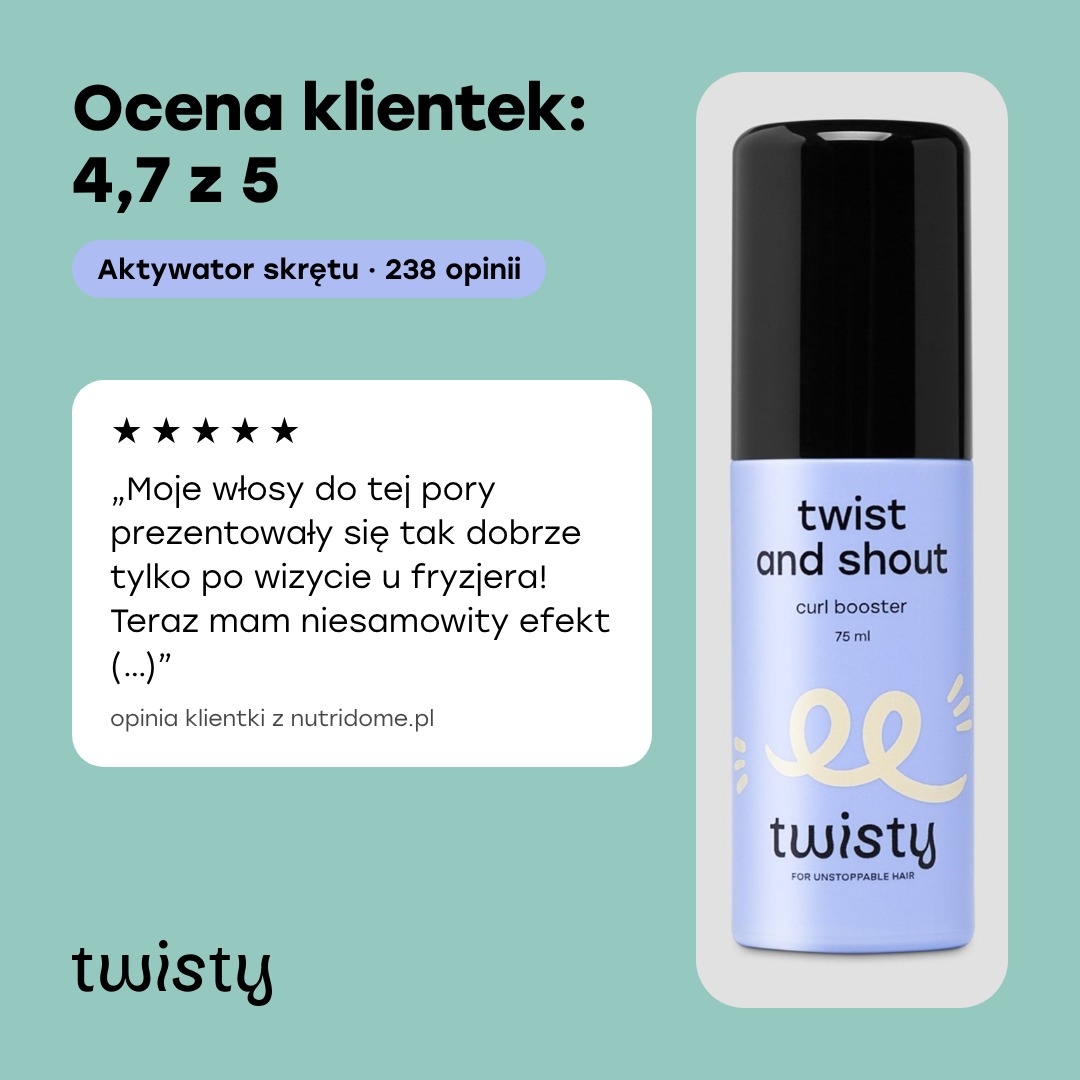 Ocena klientek:
4,7 z 5
Aktywator skrętu · 238 opinii
★★★★★
„Moje włosy do tej pory
prezentowały się tak dobrze
tylko po wizycie u fryzjera!
Teraz mam niesamowity efekt
(...)”
opinia klientki z nutridome.pl
twisty
twist
and shout
curl booster
75 ml
twisty
FOR UNSTOPPABLE HAIR